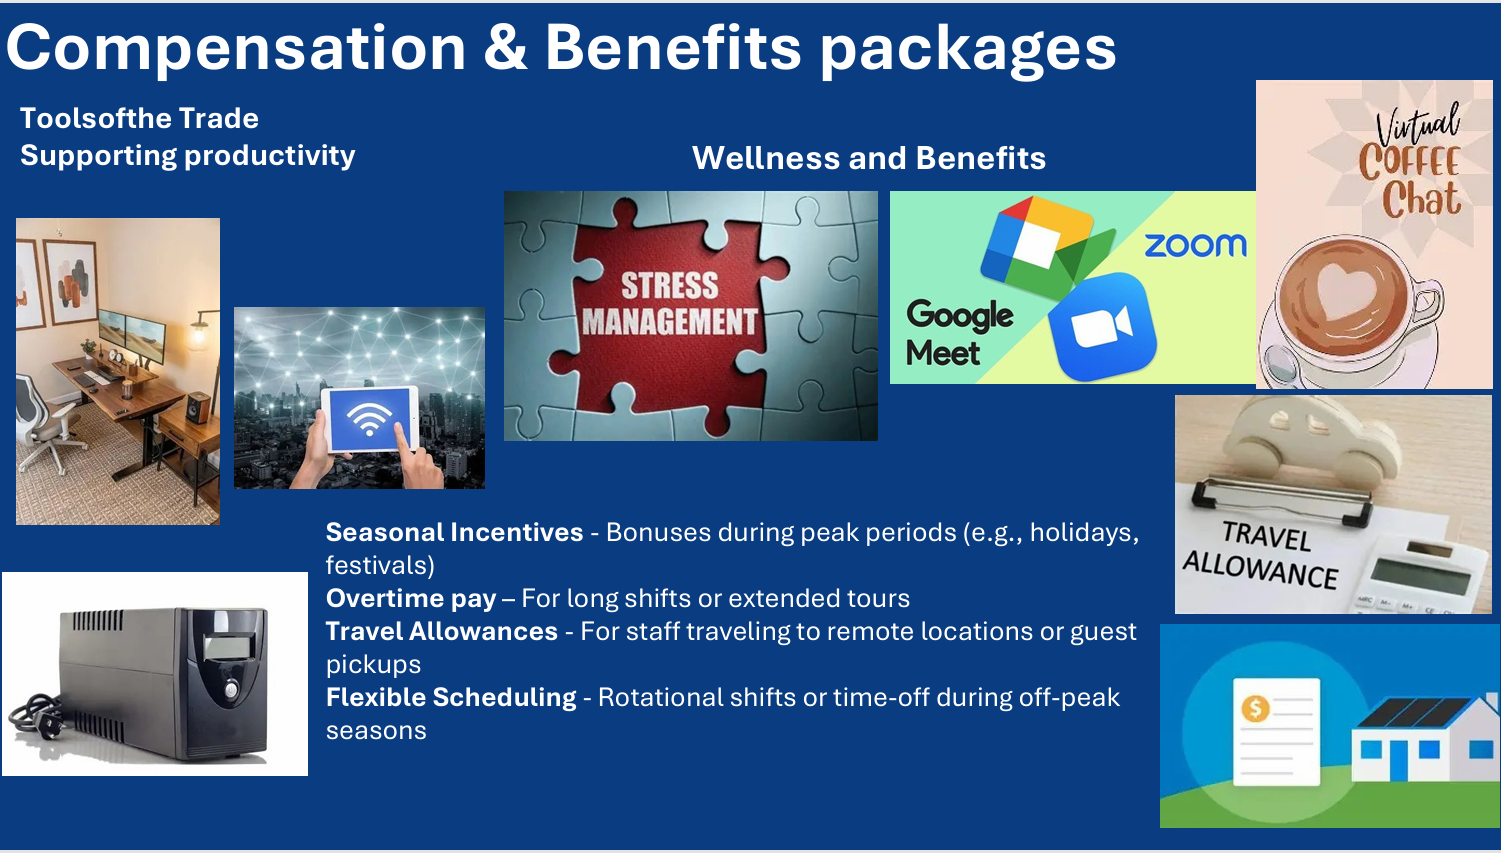 Compensation & Benefits packages
Toolsofthe Trade
Supporting productivity
Wellness and Benefits
STRESS
MANAGEMENT
Google
Meet
zoom
Virtual
COFFEE
Chat
TRAVEL
ALLOWANCE
Seasonal Incentives - Bonuses during peak periods (e.g., holidays,
festivals)
Overtime pay – For long shifts or extended tours
Travel Allowances - For staff traveling to remote locations or guest
pickups
Flexible Scheduling - Rotational shifts or time-off during off-peak
seasons
$